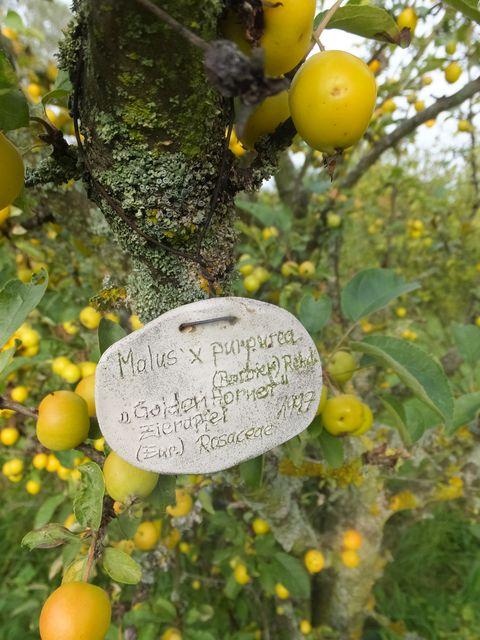 Malus x purpurea
(Barbier) Rehd.
„Golden Hornet"
Zierapfel
(Eur.) Rosaceae